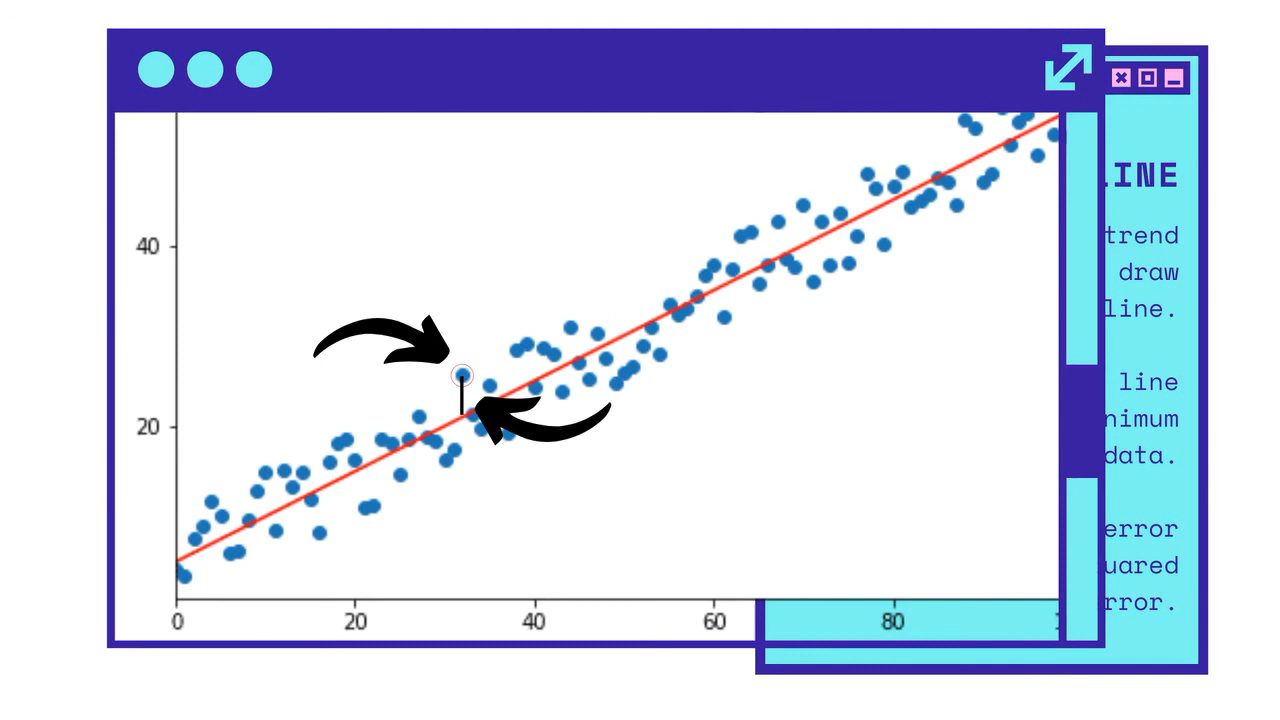 40
20
0
20
40
60
80
LINE
trend
draw
line.
line
nimum
data.
error
uared
rror.